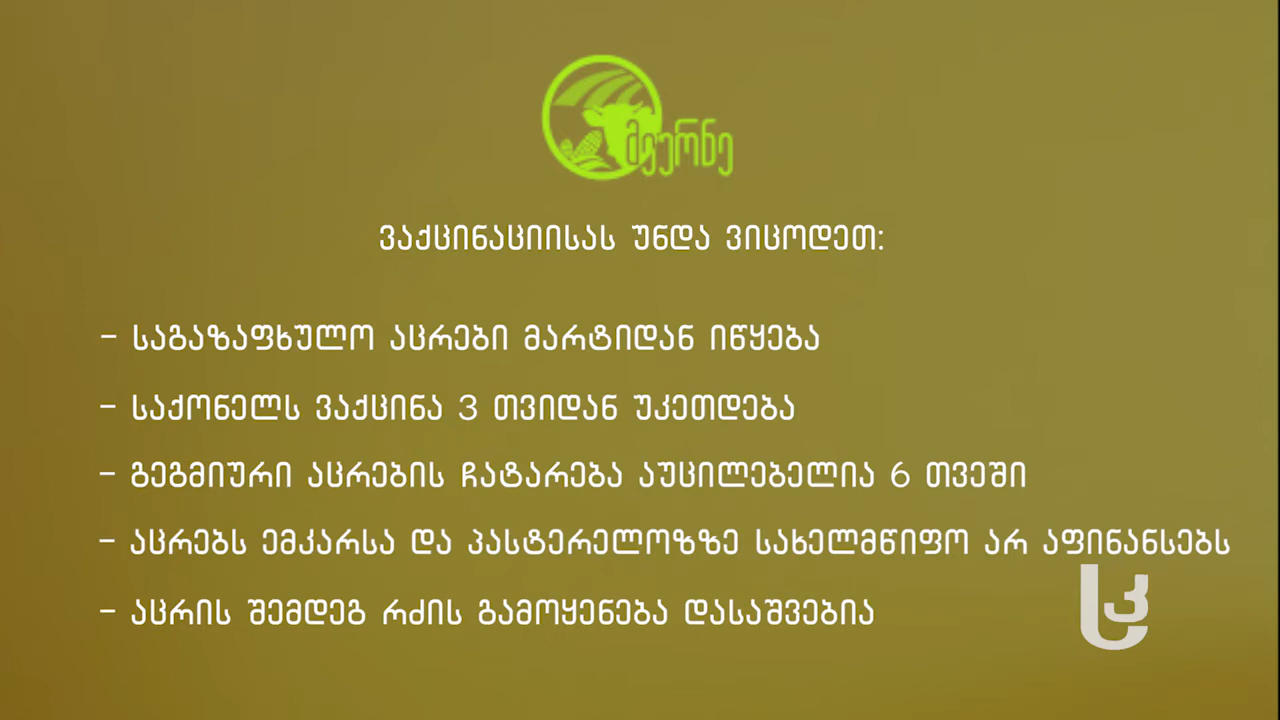 მეურნე
ვაქცინაციისას უნდა ვიცოდეთ:
- საგაზაფხულო აცრები მარტიდან იწყება
- საქონელს ვაქცინა 3 თვიდან უკეთდება
- გეგმიური აცრების ჩატარება აუცილებელია 6 თვეში
- აცრებს ემკარსა და პასტერელოზზე სახელმწიფო არ აფინანსებს
- აცრის შემდეგ რძის გამოყენება დასაშვებია